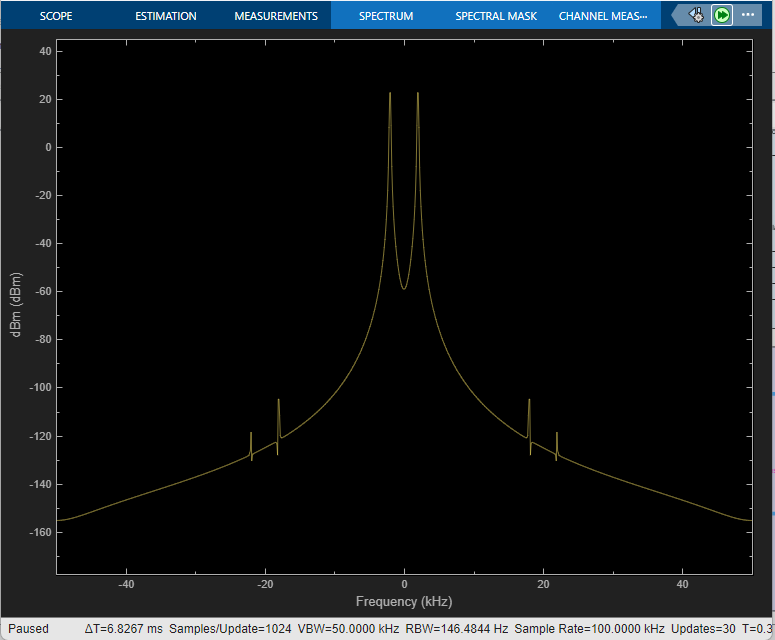 SCOPE ESTIMATION MEASUREMENTS SPECTRUM SPECTRAL MASK CHANNEL MEAS...
40
20
0
-20
-40
-60
-80
-100
-120
-140
-160
dBm (dBm)
-40 -20 0 20 40
Frequency (kHz)
Paused ΔT=6.8267 ms Samples/Update=1024 VBW=50.0000 kHz RBW=146.4844 Hz Sample Rate=100.0000 kHz Updates=30 T=0.3